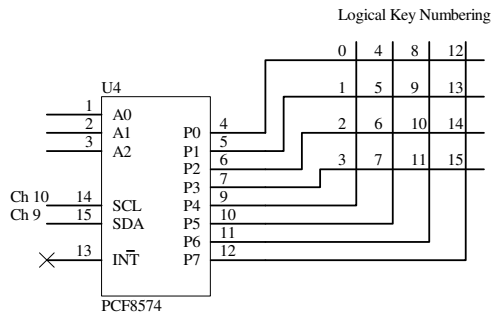 Logical Key Numbering
0 4 8 12
U4
1 5 9 13
1 A0
2 A1 P0 4 2 6 10 14
3 A2 P1 5
P2 6 3 7 11 15
P3 7
Ch 10 14 SCL P4 9
Ch 9 15 SDA P5 10
P6 11
13 INT̅ P7 12
PCF8574